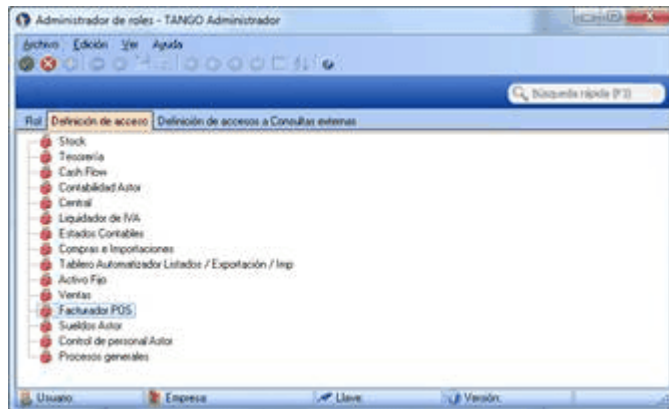 Administrador de roles - TANGO Administrador
Archivo Edición Ver Ayuda
Búsqueda rápida (F3)
Rol Definición de acceso Definición de accesos a Consultas externas
Stock
Tesorería
Cash Flow
Contabilidad Astor
Central
Liquidador de IVA
Estados Contables
Compras e Importaciones
Tablero Automatizador Listados / Exportación / Imp
Activo Fijo
Ventas
Facturador POS
Sueldos Astor
Control de personal Astor
Procesos generales
Usuario: Empresa: Llave: Versión: